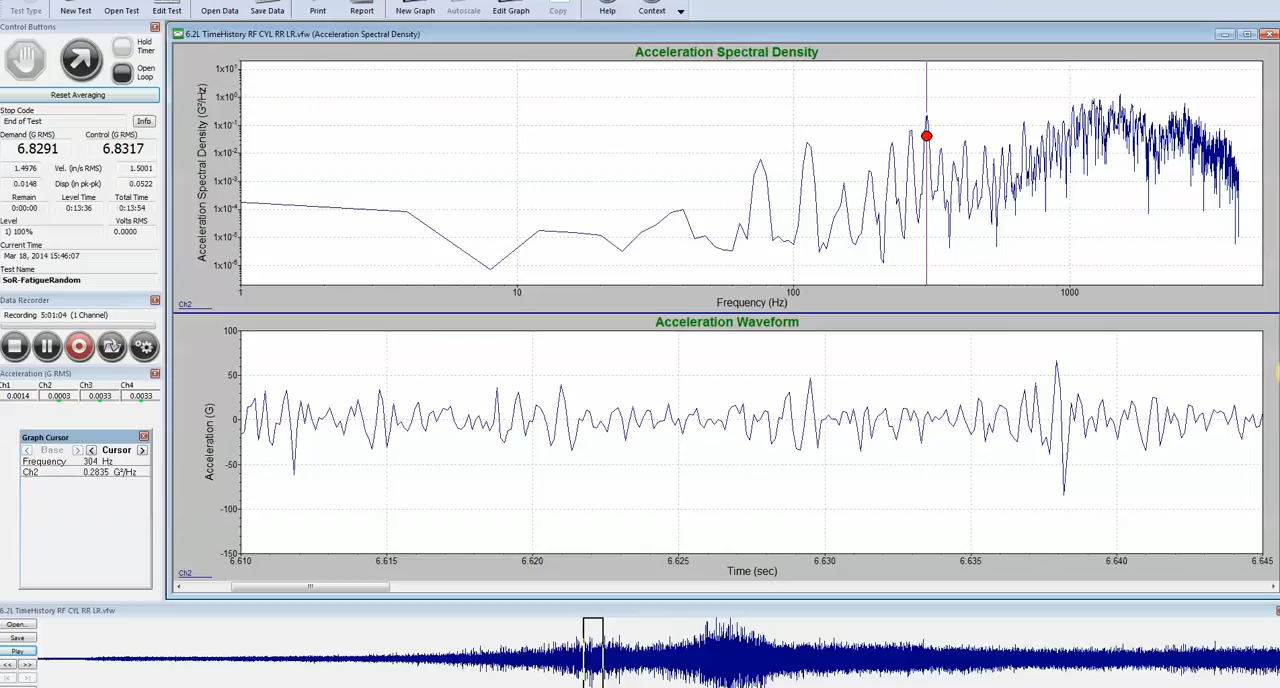 Test Type New Test Open Test Edit Test Open Data Save Data Print Report New Graph Autoscale Edit Graph Copy Help Context
Control Buttons
Hold
Timer
Open
Loop
Reset Averaging
Stop Code
End of Test Info
Demand (G RMS) Control (G RMS)
6.8291 6.8317
1.4976 Vel. (in/s RMS) 1.5001
0.0148 Disp (in pk-pk) 0.0522
Remain Level Time Total Time
0:00:00 0:13:36 0:13:54
Level Volts RMS
1) 100% 0.0000
Current Time
Mar 18, 2014 15:46:07
Test Name
SoR-FatigueRandom
Data Recorder
Recording 5:01:04 (1 Channel)
Acceleration (G RMS)
Ch1 Ch2 Ch3 Ch4
0.0014 0.0003 0.0033 0.0033
Graph Cursor
< Base > < Cursor >
Frequency 304 Hz
Ch2 0.2835 G²/Hz
6.2L TimeHistory RF CYL RR LR.vfw (Acceleration Spectral Density)
Acceleration Spectral Density
Acceleration Spectral Density (G²/Hz)
1x10¹
1x10⁰
1x10⁻¹
1x10⁻²
1x10⁻³
1x10⁻⁴
1x10⁻⁵
1x10⁻⁶
1 10 100 1000
Ch2
Frequency (Hz)
Acceleration Waveform
Acceleration (G)
100
50
0
-50
-100
-150
6.610 6.615 6.620 6.625 6.630 6.635 6.640 6.645
Ch2
Time (sec)
6.2L TimeHistory RF CYL RR LR.vfw
Open...
Save
Play
<< >>